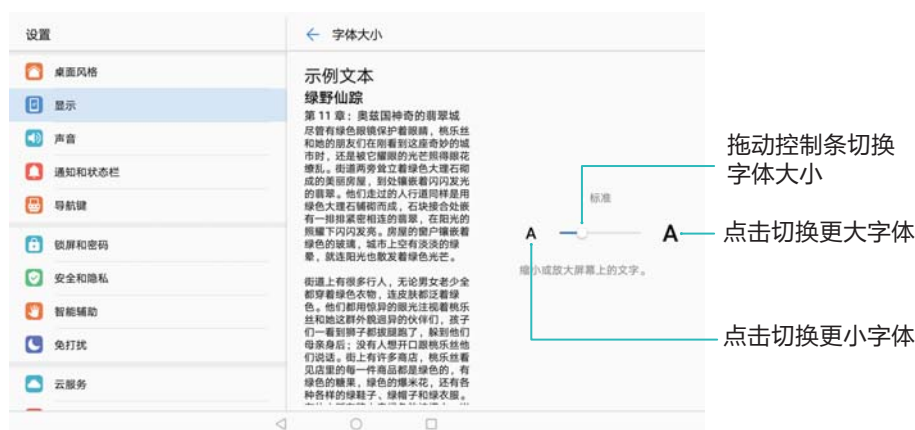 设置
桌面风格
显示
声音
通知和状态栏
导航键
锁屏和密码
安全和隐私
智能辅助
免打扰
云服务
字体大小
示例文本
绿野仙踪
第 11 章：奥兹国神奇的翡翠城
尽管有绿色眼镜保护着眼睛，桃乐丝
和她的朋友们在刚看到这座奇妙的城
市时，还是被它耀眼的光芒照得眼花
缭乱。街道两旁耸立着绿色大理石砌
成的美丽房屋，到处镶嵌着闪闪发光
的翡翠。他们走过的人行道同样是用
绿色大理石铺砌而成，石块接合处嵌
有一排排紧密相连的翡翠，在阳光的
照耀下闪闪发亮。房屋的窗户镶嵌着
绿色的玻璃，城市上空有淡淡的绿
晕，就连阳光也散发着绿色光芒。
街道上有很多行人，无论男女老少全
都穿着绿色衣物，连皮肤都泛着绿
色。他们都用惊异的眼光注视着桃乐
丝和她这群外貌迥异的伙伴们，孩子
们一看到狮子都拔腿跑了，躲到他们
母亲身后；没有人想开口跟桃乐丝他
们说话。街上有许多商店，桃乐丝看
见店里的每一件商品都是绿色的，有
绿色的糖果，绿色的爆米花，还有各
种各样的绿鞋子、绿帽子和绿衣服。
标准
A
A
缩小或放大屏幕上的文字。
拖动控制条切换
字体大小
点击切换更大字体
点击切换更小字体